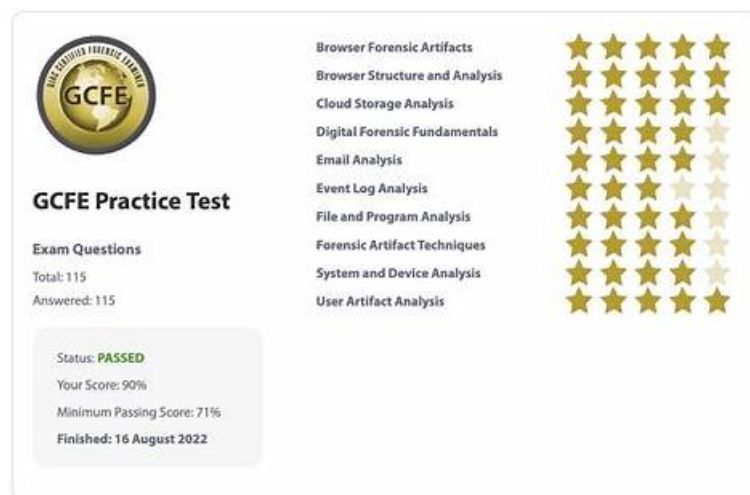 GIAC CERTIFIED FORENSIC EXAMINER
GCFE
GCFE Practice Test
Exam Questions
Total: 115
Answered: 115
Status: PASSED
Your Score: 90%
Minimum Passing Score: 71%
Finished: 16 August 2022
Browser Forensic Artifacts
Browser Structure and Analysis
Cloud Storage Analysis
Digital Forensic Fundamentals
Email Analysis
Event Log Analysis
File and Program Analysis
Forensic Artifact Techniques
System and Device Analysis
User Artifact Analysis